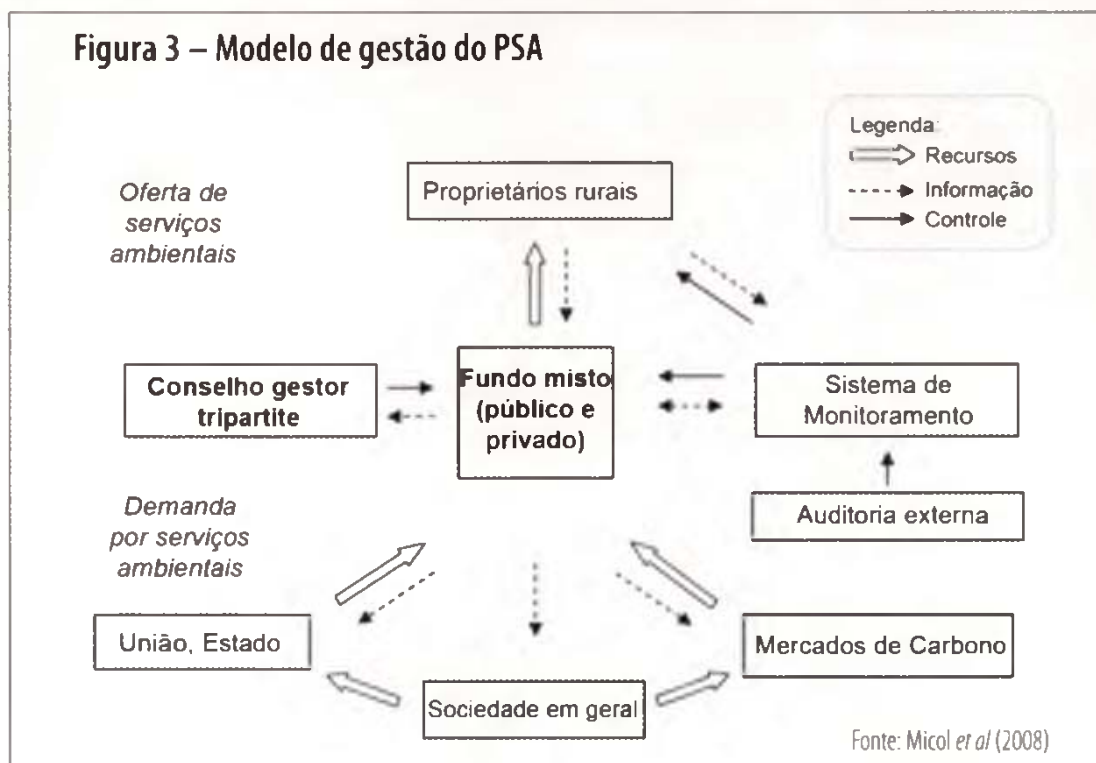 Figura 3 – Modelo de gestão do PSA
Legenda:
Recursos
Informação
Controle
Oferta de
serviços
ambientais
Proprietários rurais
Conselho gestor
tripartite
Fundo misto
(público e
privado)
Sistema de
Monitoramento
Auditoria externa
Demanda
por serviços
ambientais
União, Estado
Mercados de Carbono
Sociedade em geral
Fonte: Micol et al (2008)